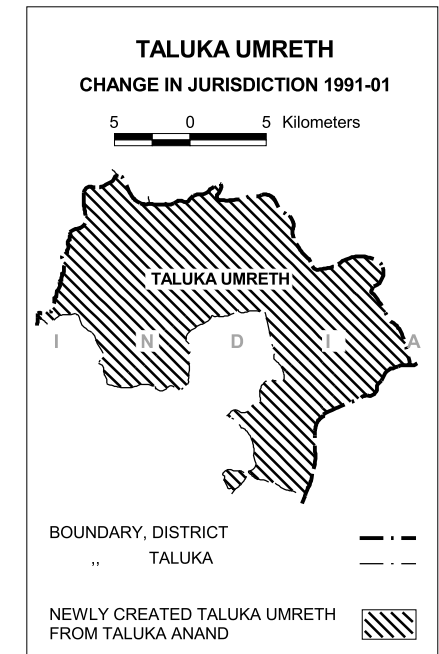 TALUKA UMRETH
CHANGE IN JURISDICTION 1991-01
5 0 5 Kilometers
TALUKA UMRETH
I N D I A
BOUNDARY, DISTRICT
,, TALUKA
NEWLY CREATED TALUKA UMRETH
FROM TALUKA ANAND